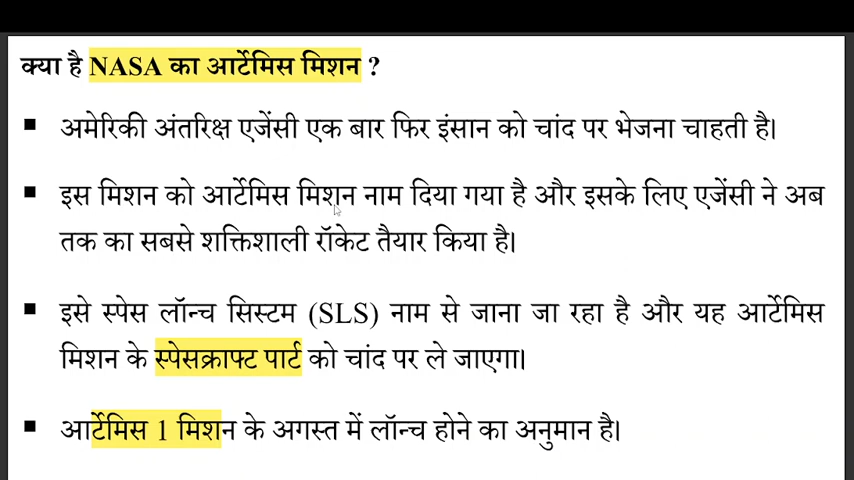 क्या है NASA का आर्टेमिस मिशन ?
▪ अमेरिकी अंतरिक्ष एजेंसी एक बार फिर इंसान को चांद पर भेजना चाहती है।
▪ इस मिशन को आर्टेमिस मिशन नाम दिया गया है और इसके लिए एजेंसी ने अब
तक का सबसे शक्तिशाली रॉकेट तैयार किया है।
▪ इसे स्पेस लॉन्च सिस्टम (SLS) नाम से जाना जा रहा है और यह आर्टेमिस
मिशन के स्पेसक्राफ्ट पार्ट को चांद पर ले जाएगा।
▪ आर्टेमिस 1 मिशन के अगस्त में लॉन्च होने का अनुमान है।